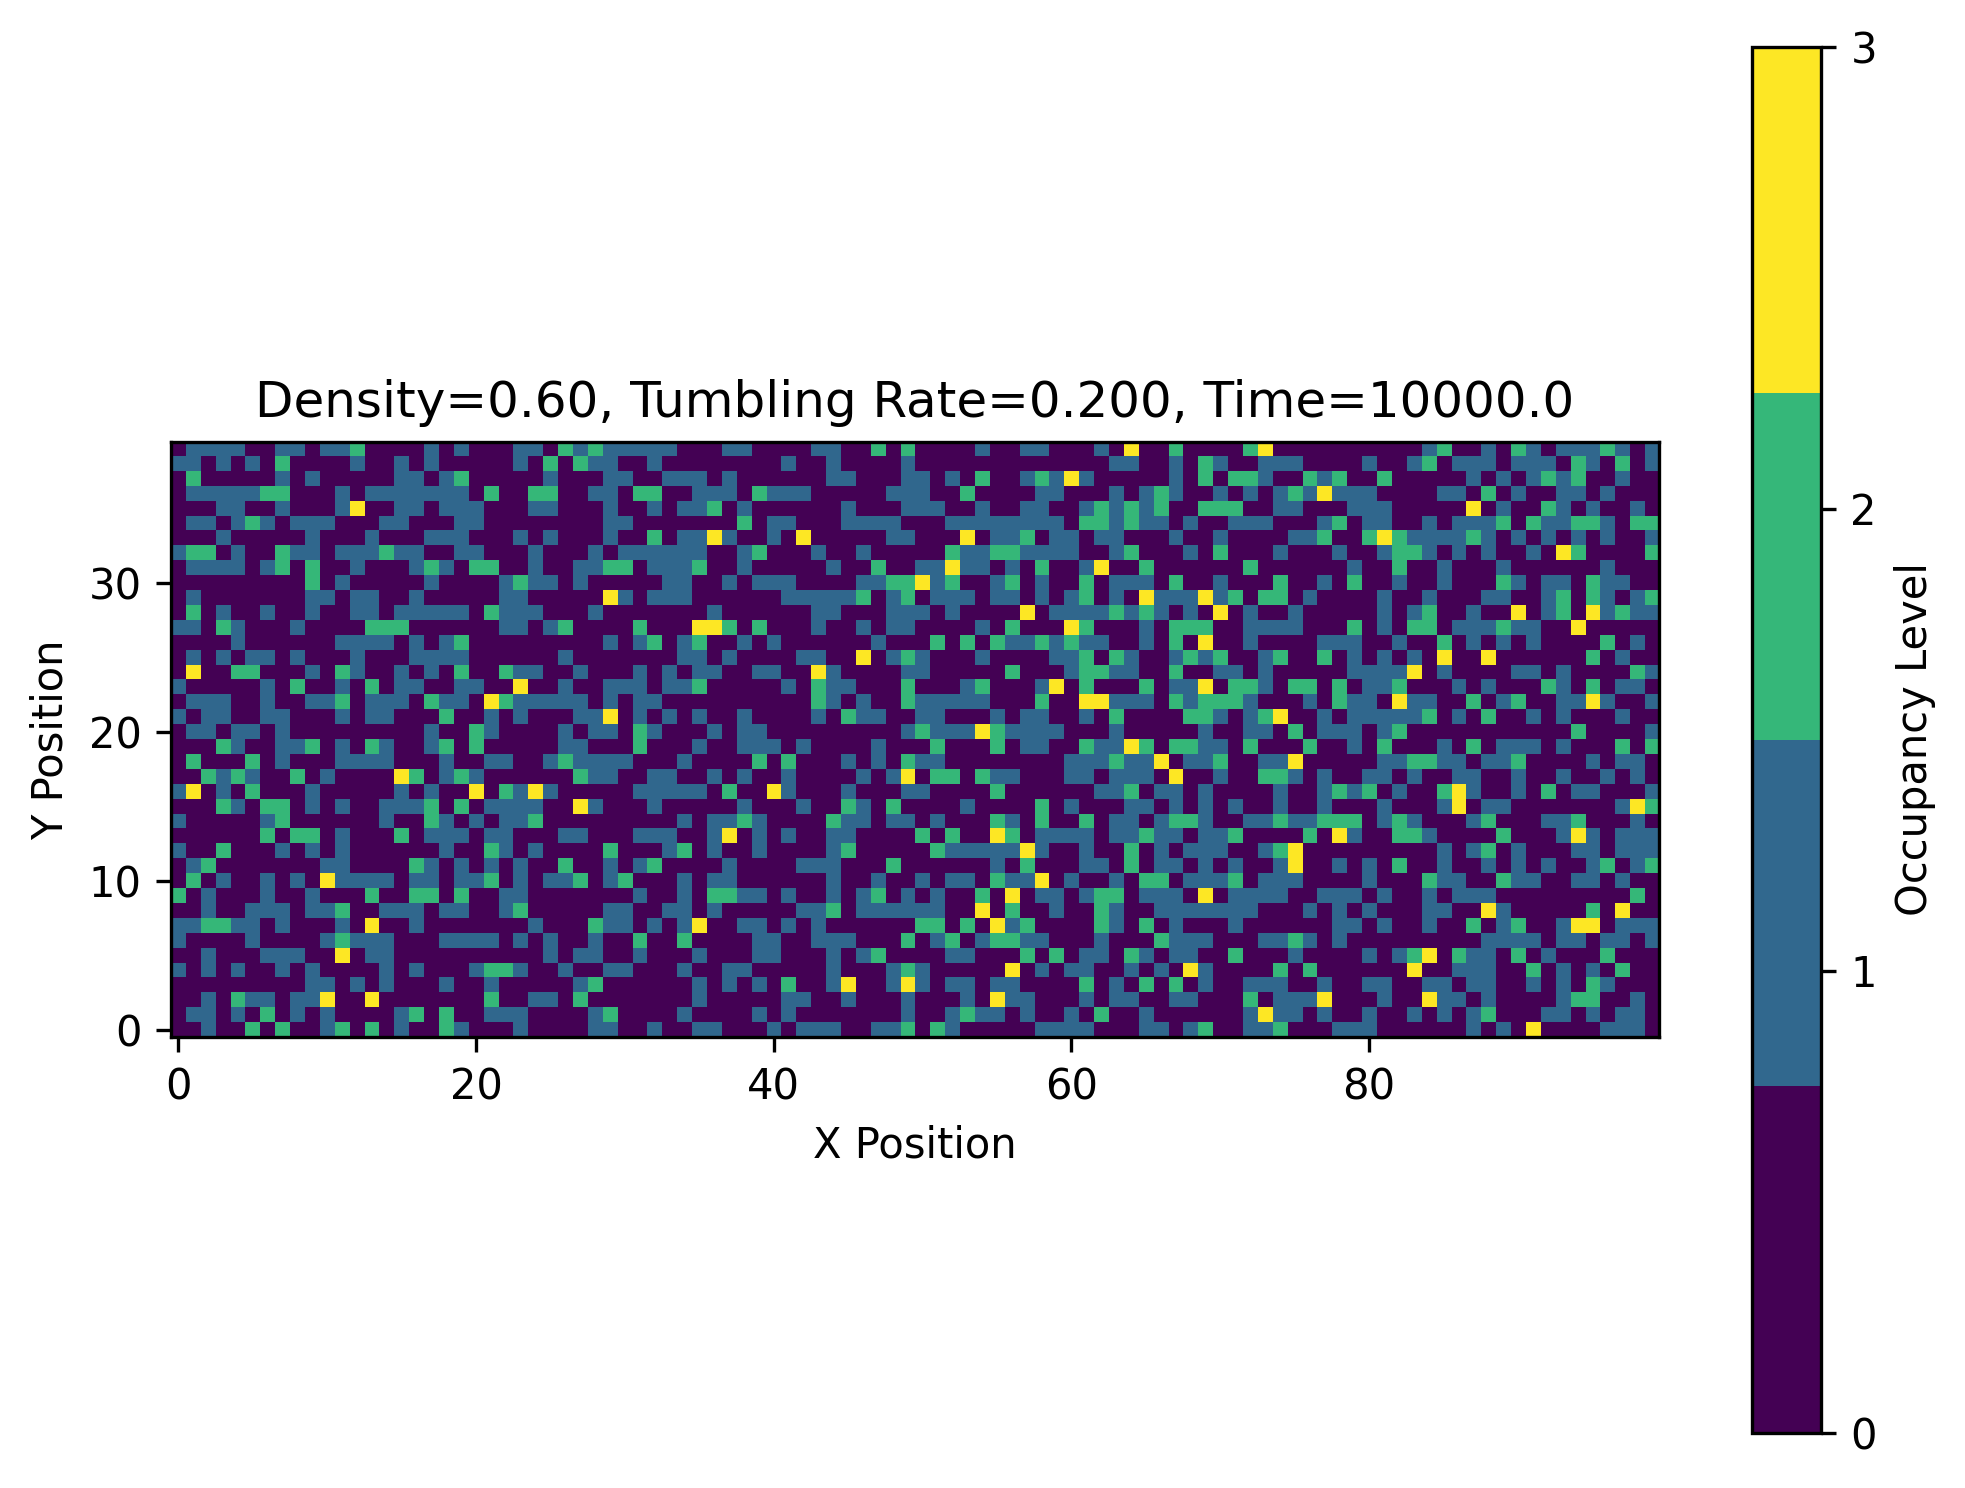 Density=0.60, Tumbling Rate=0.200, Time=10000.0
Y Position
30
20
10
0
0 20 40 60 80
X Position
3
2
1
0
Occupancy Level